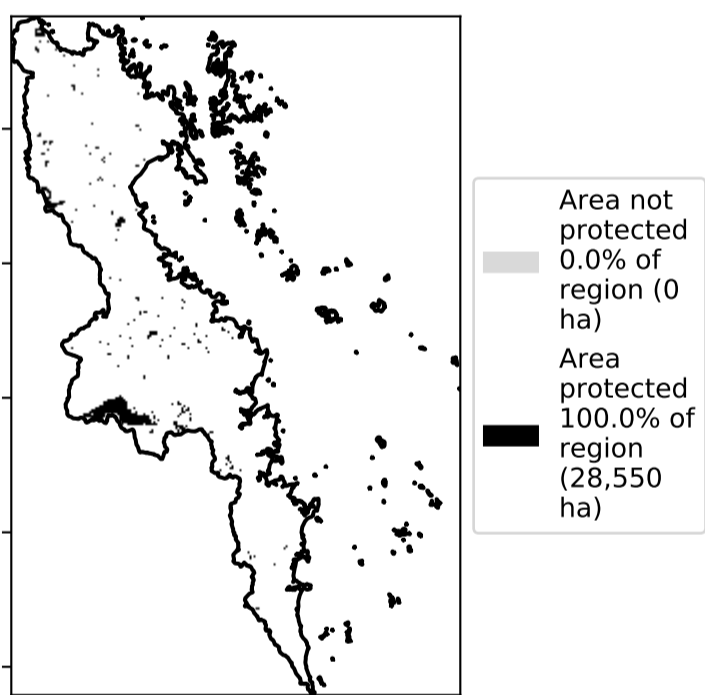 Area not
protected
0.0% of
region (0
ha)
Area
protected
100.0% of
region
(28,550
ha)